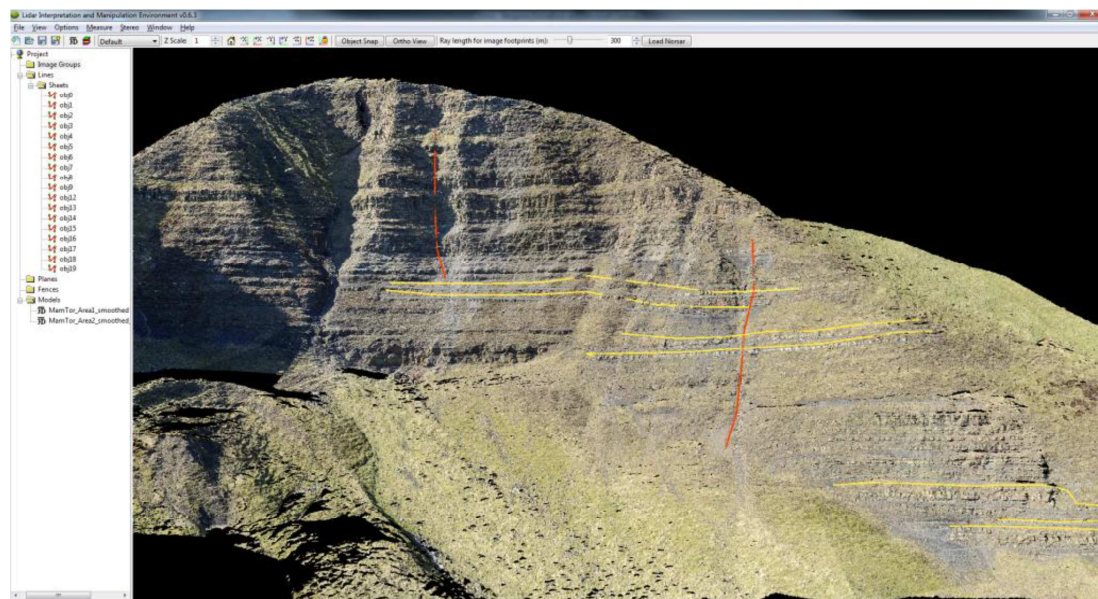 Lidar Interpretation and Manipulation Environment v0.6.3
File View Options Measure Stereo Window Help
Default Z Scale: 1 Object Snap Ortho View Ray length for image footprints (m): 300 Load Norsar
Project
Image Groups
Lines
Sheets
obj0
obj1
obj2
obj3
obj4
obj5
obj6
obj7
obj8
obj9
obj12
obj13
obj14
obj15
obj16
obj17
obj18
obj19
Planes
Fences
Models
MamTor_Area1_smoothed
MamTor_Area2_smoothed